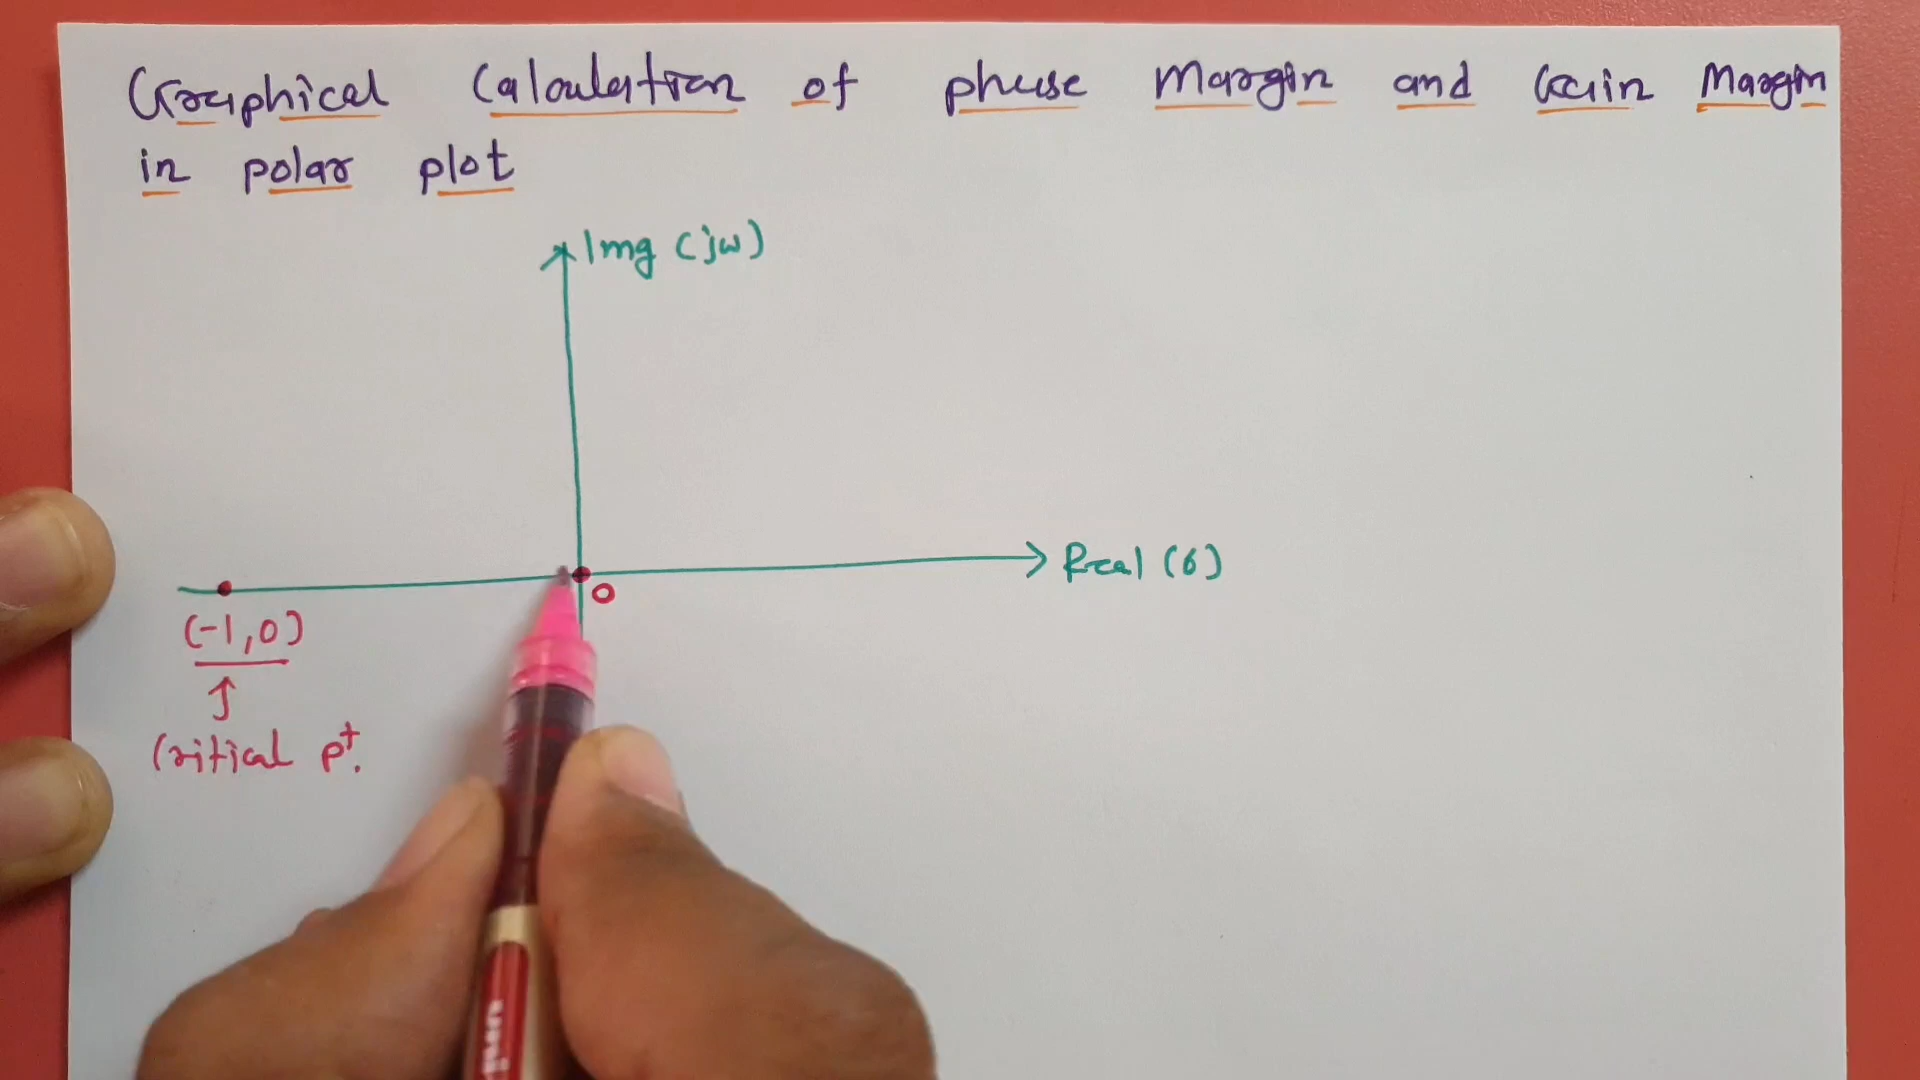 Graphical Calculation of phase Margin and Gain Margin
in polar plot
Img (jω)
Real (σ)
0
(-1,0)
Critical pt.
uni